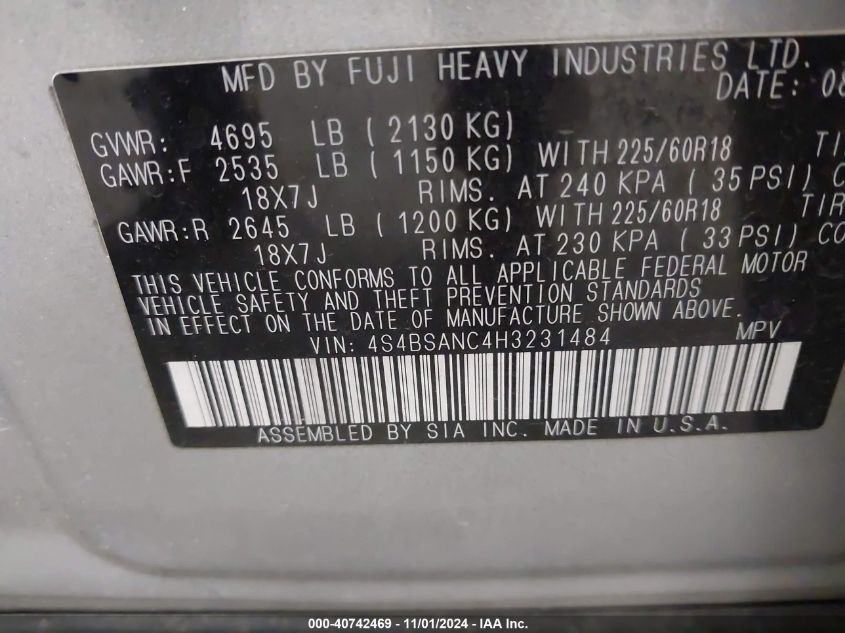 MFD BY FUJI HEAVY INDUSTRIES LTD.
DATE: 08
GVWR: 4695 LB ( 2130 KG)
GAWR:F 2535 LB ( 1150 KG) WITH 225/60R18
18X7J RIMS. AT 240 KPA ( 35 PSI)
GAWR:R 2645 LB ( 1200 KG) WITH 225/60R18
18X7J RIMS. AT 230 KPA ( 33 PSI)
THIS VEHICLE CONFORMS TO ALL APPLICABLE FEDERAL MOTOR
VEHICLE SAFETY AND THEFT PREVENTION STANDARDS
IN EFFECT ON THE DATE OF MANUFACTURE SHOWN ABOVE.
VIN: 4S4BSANC4H3231484 MPV
ASSEMBLED BY SIA INC. MADE IN U.S.A.
000-40742469 - 11/01/2024 - IAA Inc.